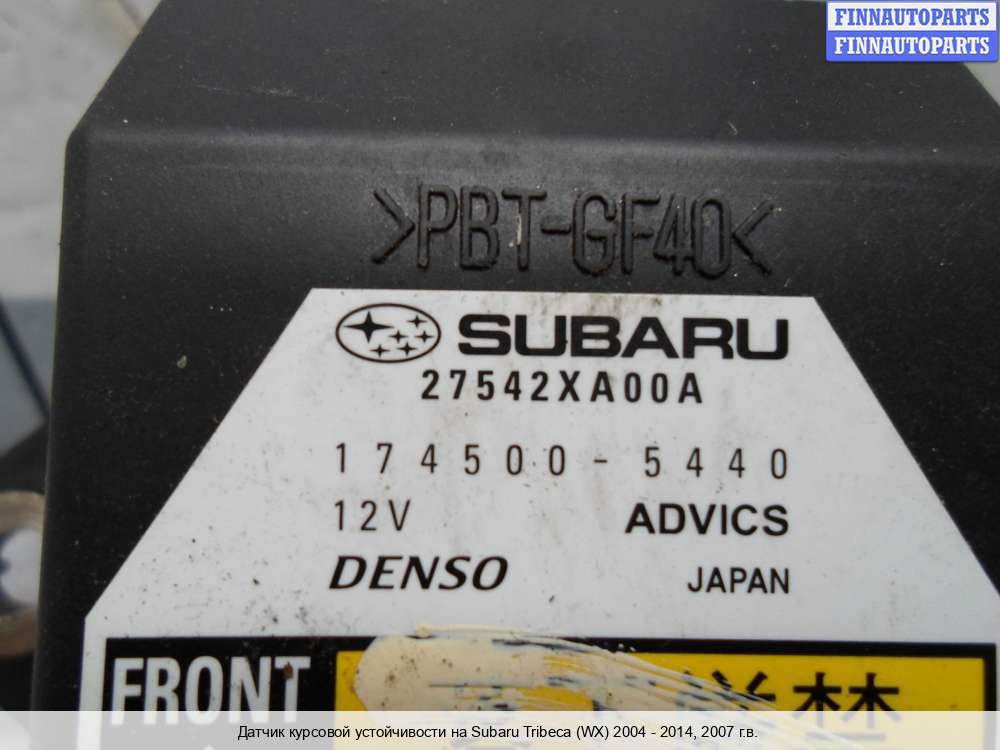 FINNAUTOPARTS
FINNAUTOPARTS
>PBT-GF40<
SUBARU
27542XA00A
174500-5440
12V ADVICS
DENSO JAPAN
FRONT
Датчик курсовой устойчивости на Subaru Tribeca (WX) 2004 - 2014, 2007 г.в.